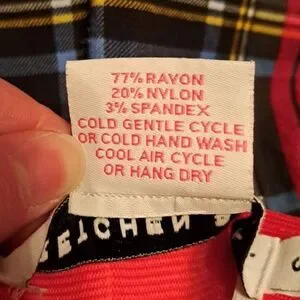 77% RAYON
20% NYLON
3% SPANDEX
COLD GENTLE CYCLE
OR COLD HAND WASH
COOL AIR CYCLE
OR HANG DRY